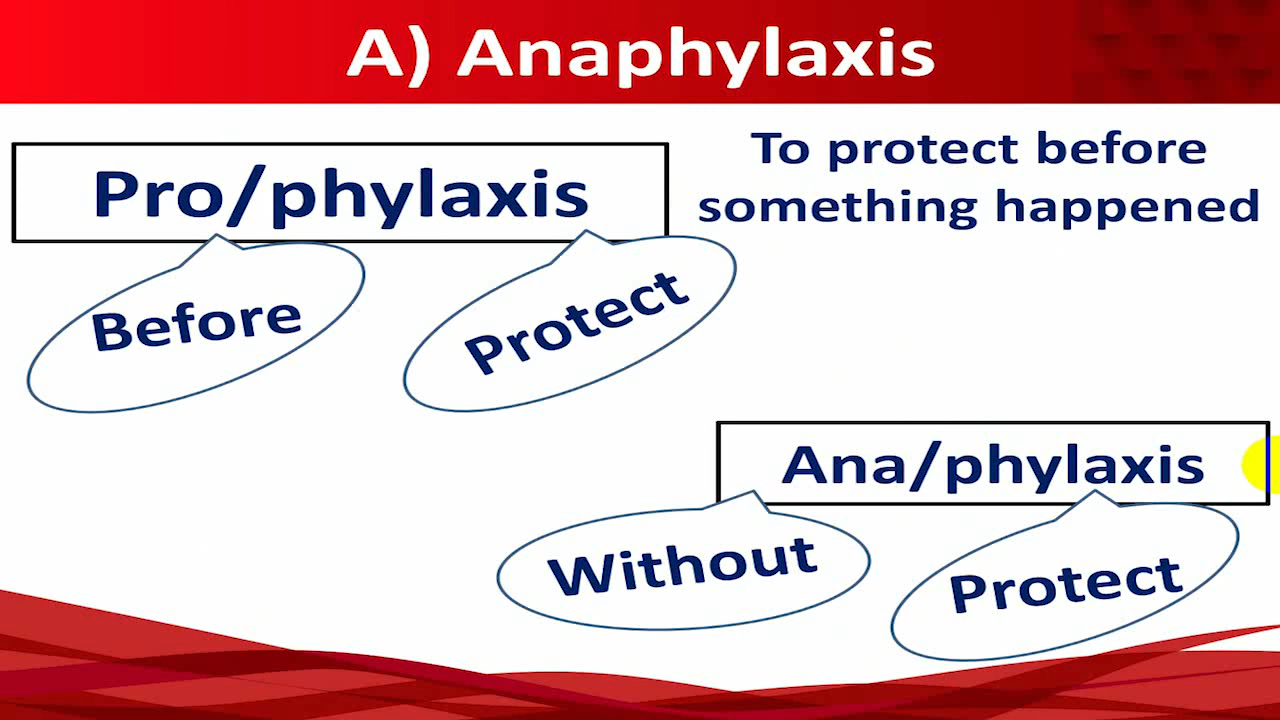 A) Anaphylaxis
Pro/phylaxis
To protect before
something happened
Before
Protect
Ana/phylaxis
Without
Protect